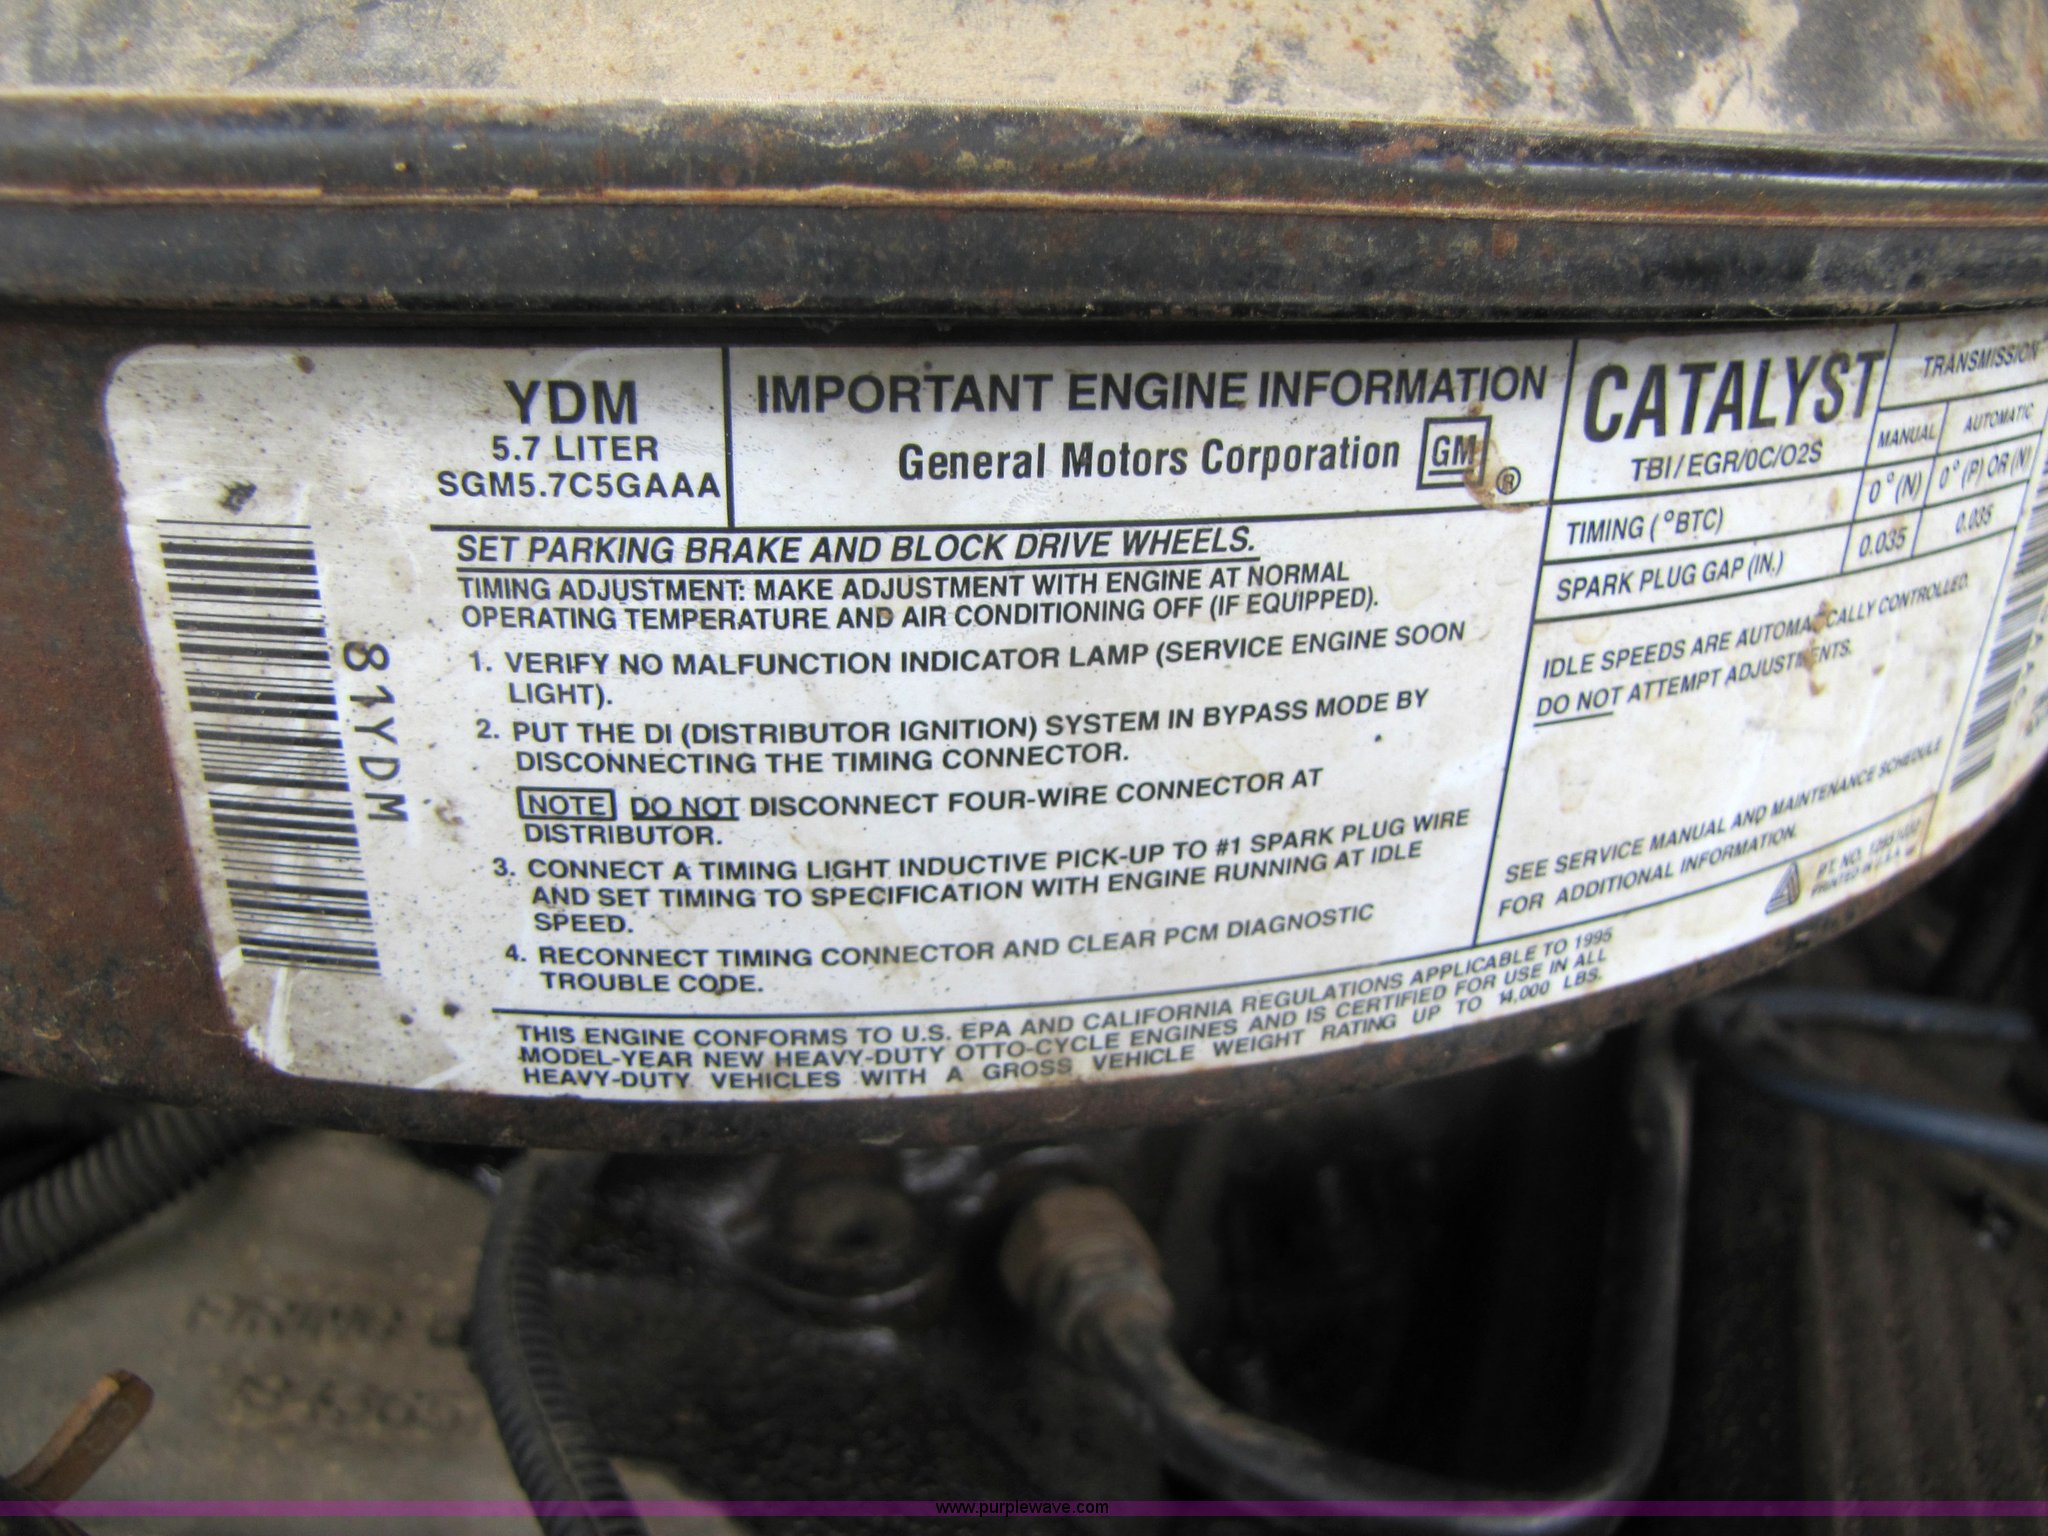 YDM
5.7 LITER
SGM5.7C5GAAA
81YDM
IMPORTANT ENGINE INFORMATION
General Motors Corporation GM ®
SET PARKING BRAKE AND BLOCK DRIVE WHEELS.
TIMING ADJUSTMENT: MAKE ADJUSTMENT WITH ENGINE AT NORMAL
OPERATING TEMPERATURE AND AIR CONDITIONING OFF (IF EQUIPPED).
1. VERIFY NO MALFUNCTION INDICATOR LAMP (SERVICE ENGINE SOON
LIGHT).
2. PUT THE DI (DISTRIBUTOR IGNITION) SYSTEM IN BYPASS MODE BY
DISCONNECTING THE TIMING CONNECTOR.
NOTE DO NOT DISCONNECT FOUR-WIRE CONNECTOR AT
DISTRIBUTOR.
3. CONNECT A TIMING LIGHT INDUCTIVE PICK-UP TO #1 SPARK PLUG WIRE
AND SET TIMING TO SPECIFICATION WITH ENGINE RUNNING AT IDLE
SPEED.
4. RECONNECT TIMING CONNECTOR AND CLEAR PCM DIAGNOSTIC
TROUBLE CODE.
THIS ENGINE CONFORMS TO U.S. EPA AND CALIFORNIA REGULATIONS APPLICABLE TO 1995
MODEL-YEAR NEW HEAVY-DUTY OTTO-CYCLE ENGINES AND IS CERTIFIED FOR USE IN ALL
HEAVY-DUTY VEHICLES WITH A GROSS VEHICLE WEIGHT RATING UP TO 14,000 LBS.
CATALYST
TBI/EGR/OC/O2S
TRANSMISSION
MANUAL AUTOMATIC
TIMING (°BTC) 0°(N) 0°(P) OR (N)
SPARK PLUG GAP (IN.) 0.035 0.035
IDLE SPEEDS ARE AUTOMATICALLY CONTROLLED.
DO NOT ATTEMPT ADJUSTMENTS.
SEE SERVICE MANUAL AND MAINTENANCE SCHEDULE
FOR ADDITIONAL INFORMATION.
PT. NO.
PRINTED IN U.S.A.
www.purplewave.com